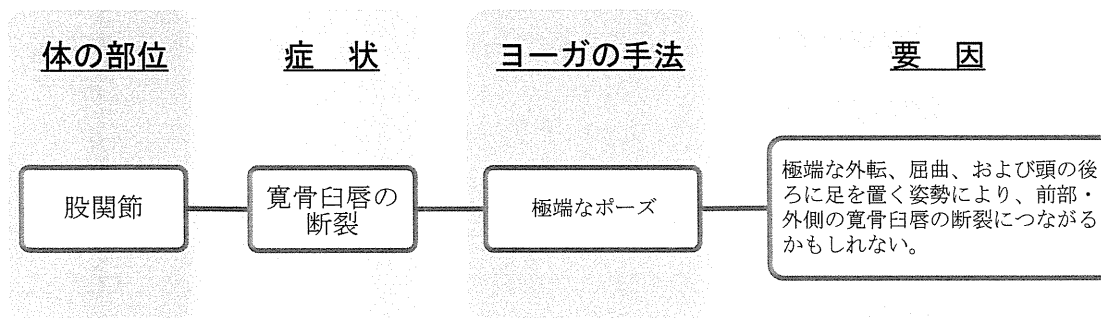 体の部位
症　状
ヨーガの手法
要　因
股関節
寛骨臼唇の
断裂
極端なポーズ
極端な外転、屈曲、および頭の後
ろに足を置く姿勢により、前部・
外側の寛骨臼唇の断裂につながる
かもしれない。